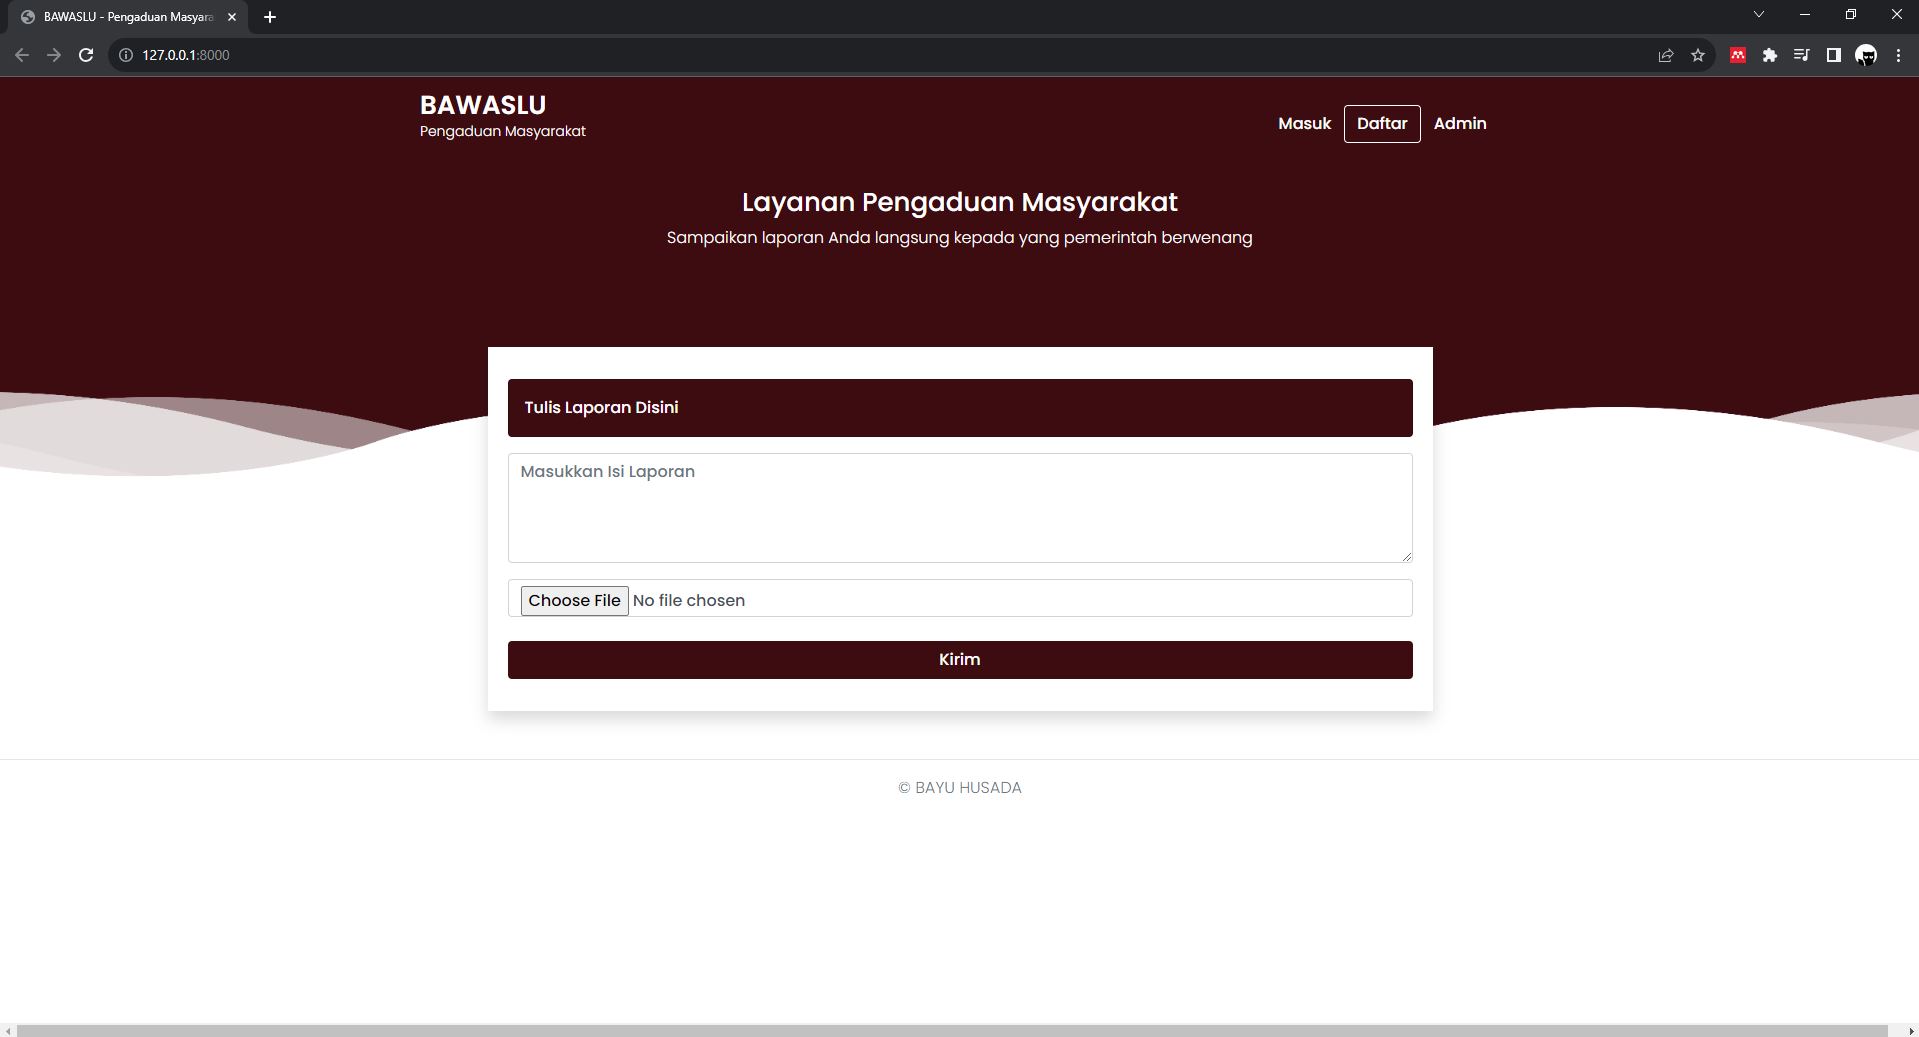 BAWASLU - Pengaduan Masyara
127.0.0.1:8000
BAWASLU
Pengaduan Masyarakat
Masuk Daftar Admin
Layanan Pengaduan Masyarakat
Sampaikan laporan Anda langsung kepada yang pemerintah berwenang
Tulis Laporan Disini
Masukkan Isi Laporan
Choose File No file chosen
Kirim
© BAYU HUSADA